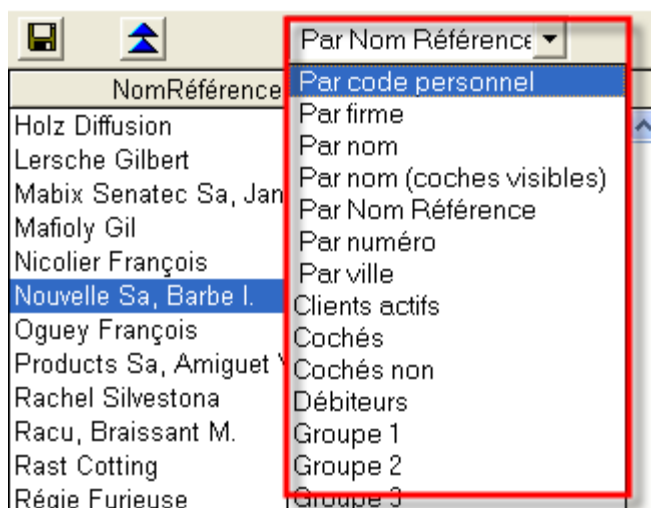 Par Nom Référence
NomRéférence
Holz Diffusion
Lersche Gilbert
Mabix Senatec Sa, Jan
Mafioly Gil
Nicolier François
Nouvelle Sa, Barbe I.
Oguey François
Products Sa, Amiguet
Rachel Silvestona
Racu, Braissant M.
Rast Cotting
Régie Furieuse
Par code personnel
Par firme
Par nom
Par nom (coches visibles)
Par Nom Référence
Par numéro
Par ville
Clients actifs
Cochés
Cochés non
Débiteurs
Groupe 1
Groupe 2
Groupe 3